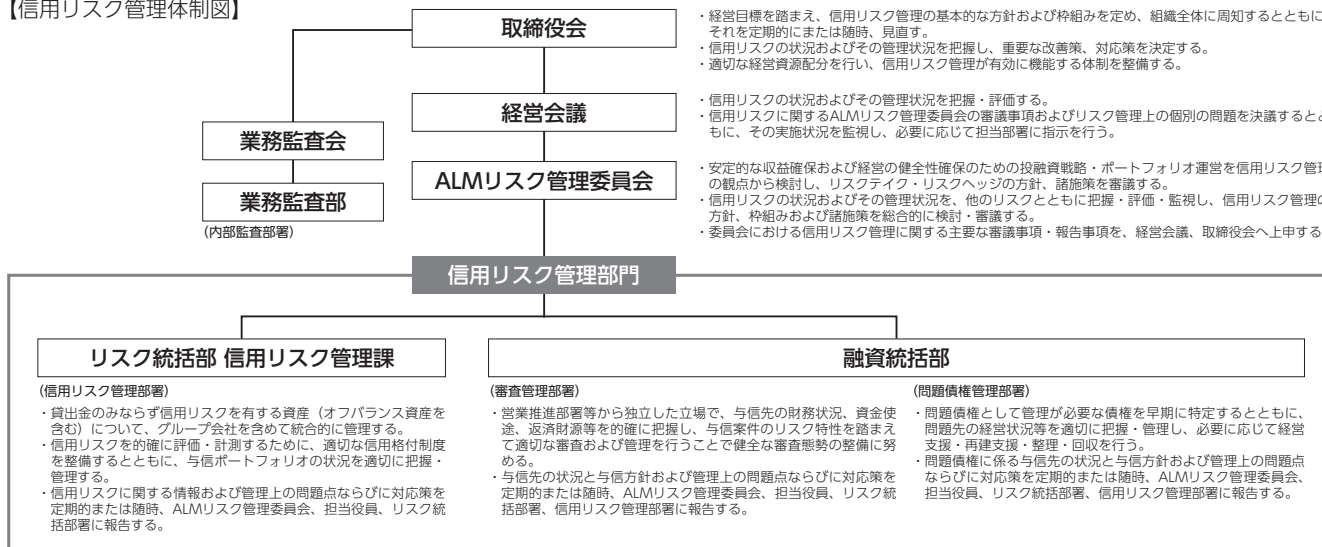 【信用リスク管理体制図】
取締役会
・経営目標を踏まえ、信用リスク管理の基本的な方針および枠組みを定め、組織全体に周知するとともに
それを定期的にまたは随時、見直す。
・信用リスクの状況およびその管理状況を把握し、重要な改善策、対応策を決定する。
・適切な経営資源配分を行い、信用リスク管理が有効に機能する体制を整備する。
経営会議
・信用リスクの状況およびその管理状況を把握・評価する。
・信用リスクに関するALMリスク管理委員会の審議事項およびリスク管理上の個別の問題を決議するとと
もに、その実施状況を監視し、必要に応じて担当部署に指示を行う。
業務監査会
ALMリスク管理委員会
・安定的な収益確保および経営の健全性確保のための投融資戦略・ポートフォリオ運営を信用リスク管理
の観点から検討し、リスクテイク・リスクヘッジの方針、諸施策を審議する。
・信用リスクの状況およびその管理状況を、他のリスクとともに把握・評価・監視し、信用リスク管理の
方針、枠組みおよび諸施策を総合的に検討・審議する。
・委員会における信用リスク管理に関する主要な審議事項・報告事項を、経営会議、取締役会へ上申する
業務監査部
(内部監査部署)
信用リスク管理部門
リスク統括部 信用リスク管理課
(信用リスク管理部署)
・貸出金のみならず信用リスクを有する資産（オフバランス資産を
含む）について、グループ会社を含めて統合的に管理する。
・信用リスクを的確に評価・計測するために、適切な信用格付制度
を整備するとともに、与信ポートフォリオの状況を適切に把握・
管理する。
・信用リスクに関する情報および管理上の問題点ならびに対応策を
定期的または随時、ALMリスク管理委員会、担当役員、リスク統
括部署に報告する。
融資統括部
(審査管理部署)
・営業推進部署等から独立した立場で、与信先の財務状況、資金使
途、返済財源等を的確に把握し、与信案件のリスク特性を踏まえ
て適切な審査および管理を行うことで健全な審査態勢の整備に努
める。
・与信先の状況と与信方針および管理上の問題点ならびに対応策を
定期的または随時、ALMリスク管理委員会、担当役員、リスク統
括部署、信用リスク管理部署に報告する。
(問題債権管理部署)
・問題債権として管理が必要な債権を早期に特定するとともに、
問題先の経営状況等を適切に把握・管理し、必要に応じて経営
支援・再建支援・整理・回収を行う。
・問題債権に係る与信先の状況と与信方針および管理上の問題点
ならびに対応策を定期的または随時、ALMリスク管理委員会、
担当役員、リスク統括部署、信用リスク管理部署に報告する。